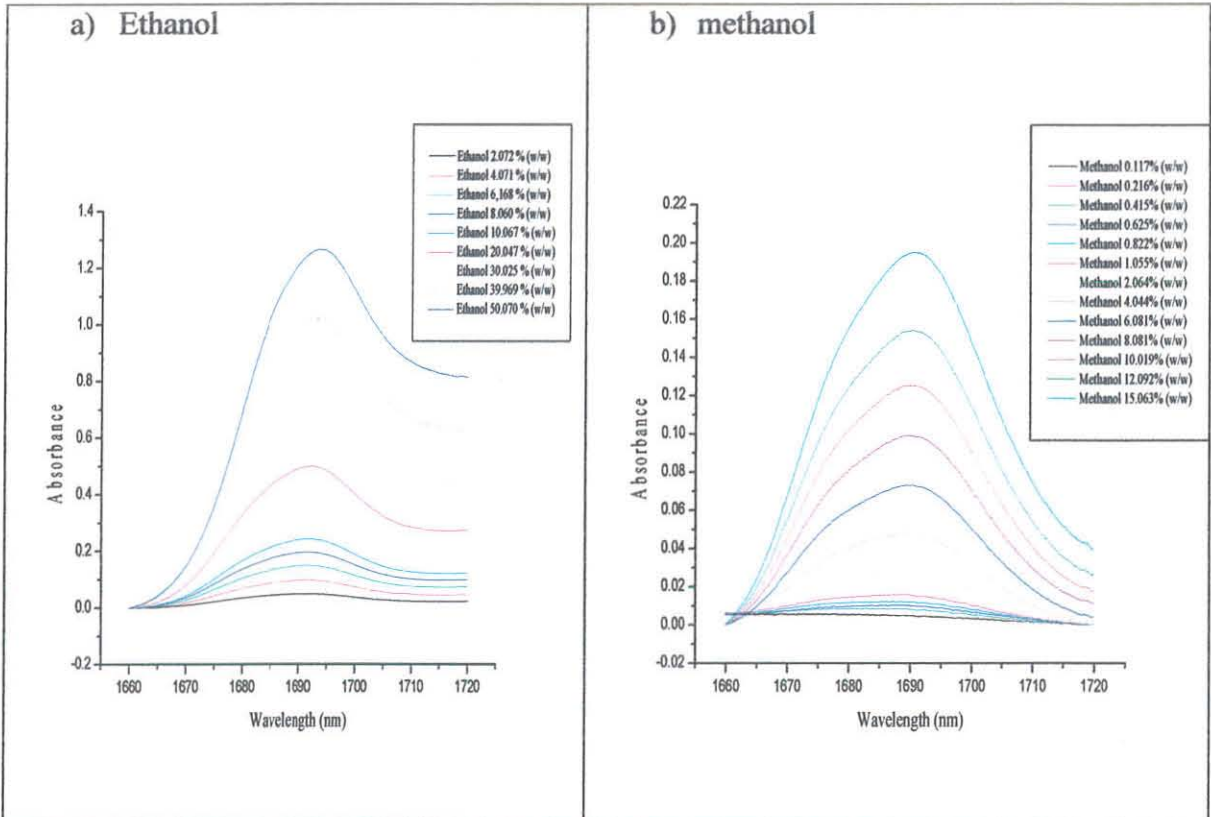 a) Ethanol
Ethanol 2.072 % (w/w)
Ethanol 4.071 % (w/w)
Ethanol 6,168 % (w/w)
Ethanol 8.060 % (w/w)
Ethanol 10.067 % (w/w)
Ethanol 20.047 % (w/w)
Ethanol 30.025 % (w/w)
Ethanol 39.969 % (w/w)
Ethanol 50.070 % (w/w)
1.4
1.2
1.0
0.8
0.6
0.4
0.2
0.0
-0.2
Absorbance
1660 1670 1680 1690 1700 1710 1720
Wavelength (nm)
b) methanol
Methanol 0.117% (w/w)
Methanol 0.216% (w/w)
Methanol 0.415% (w/w)
Methanol 0.625% (w/w)
Methanol 0.822% (w/w)
Methanol 1.055% (w/w)
Methanol 2.064% (w/w)
Methanol 4.044% (w/w)
Methanol 6.081% (w/w)
Methanol 8.081% (w/w)
Methanol 10.019% (w/w)
Methanol 12.092% (w/w)
Methanol 15.063% (w/w)
0.22
0.20
0.18
0.16
0.14
0.12
0.10
0.08
0.06
0.04
0.02
0.00
-0.02
Absorbance
1660 1670 1680 1690 1700 1710 1720
Wavelength (nm)